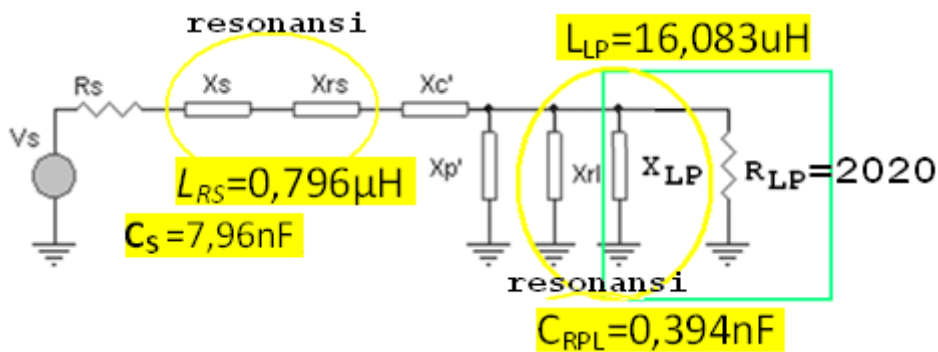 resonansi
L_LP=16,083uH
Rs
Xs
Xrs
Xc'
Vs
L_RS=0,796µH
C_S =7,96nF
Xp'
Xrl
X_LP
R_LP=2020
resonansi
C_RPL=0,394nF